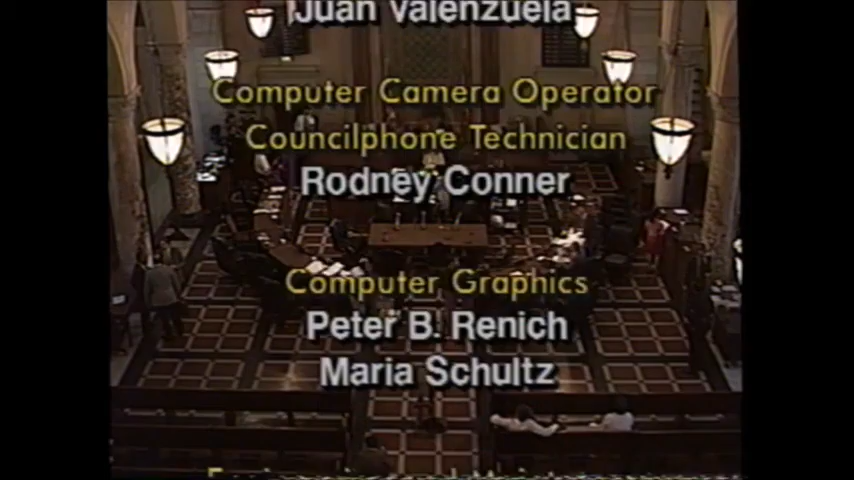 Juan Valenzuela
Computer Camera Operator
Councilphone Technician
Rodney Conner
Computer Graphics
Peter B. Renich
Maria Schultz